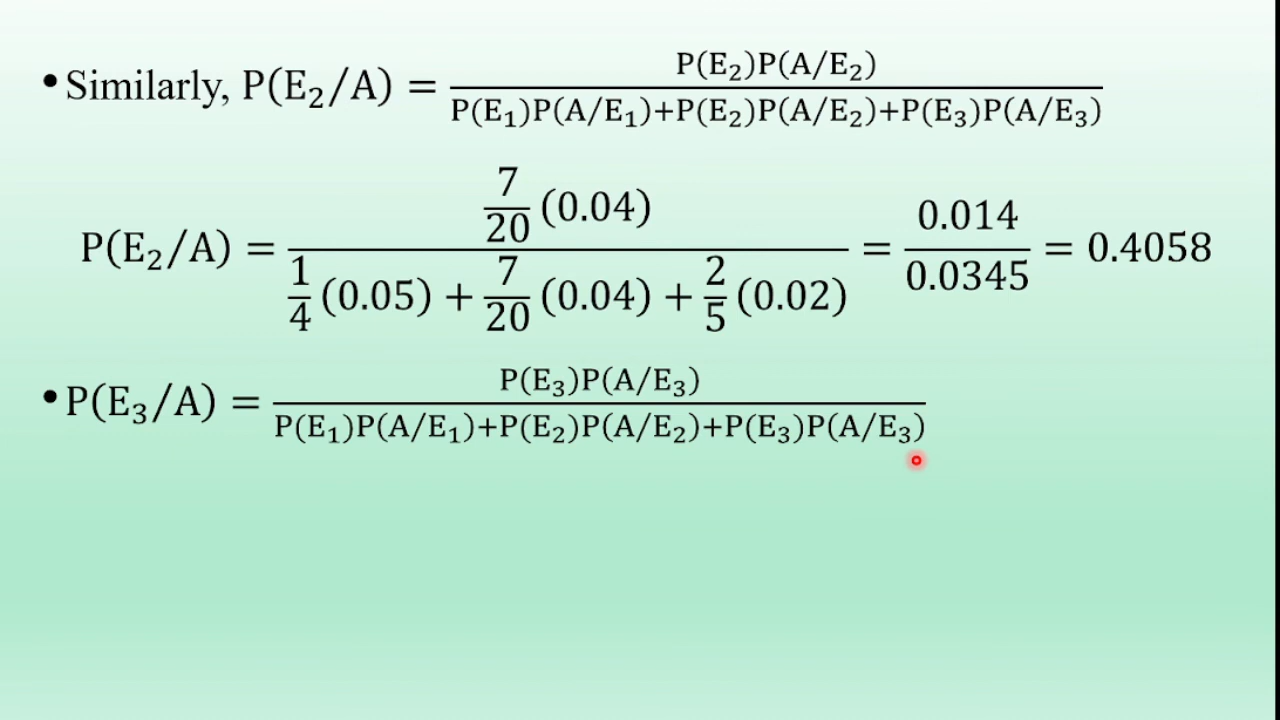 • Similarly, P(E₂/A) = P(E₂)P(A/E₂) / P(E₁)P(A/E₁)+P(E₂)P(A/E₂)+P(E₃)P(A/E₃)
P(E₂/A) = 7/20 (0.04) / 1/4 (0.05) + 7/20 (0.04) + 2/5 (0.02) = 0.014/0.0345 = 0.4058
• P(E₃/A) = P(E₃)P(A/E₃) / P(E₁)P(A/E₁)+P(E₂)P(A/E₂)+P(E₃)P(A/E₃)